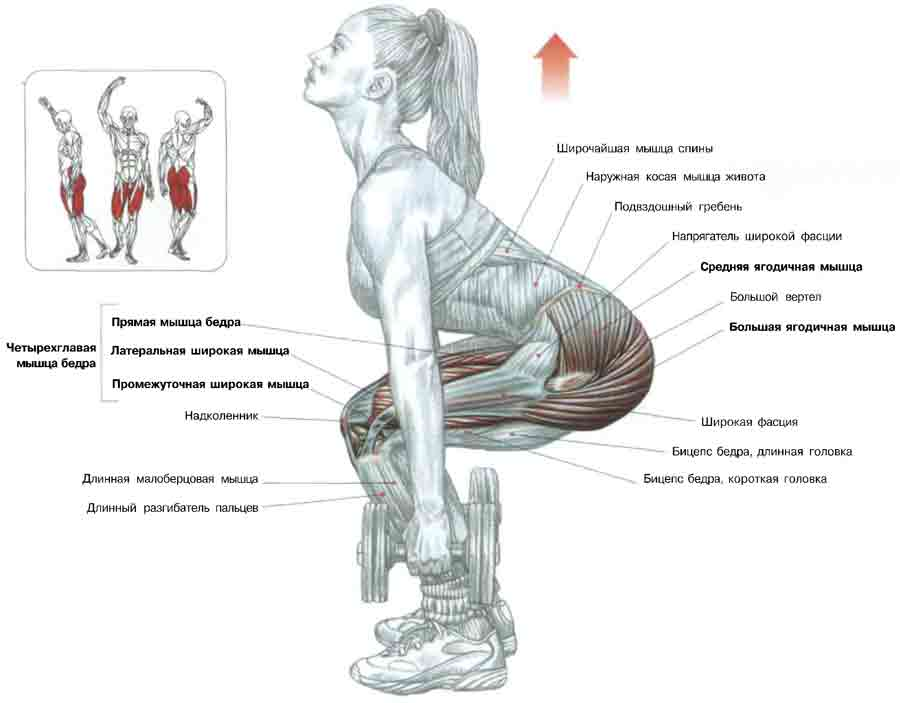 Широчайшая мышца спины
Наружная косая мышца живота
Подвздошный гребень
Напрягатель широкой фасции
Средняя ягодичная мышца
Большой вертел
Большая ягодичная мышца
Прямая мышца бедра
Четырехглавая
мышца бедра
Латеральная широкая мышца
Промежуточная широкая мышца
Надколенник
Широкая фасция
Бицепс бедра, длинная головка
Бицепс бедра, короткая головка
Длинная малоберцовая мышца
Длинный разгибатель пальцев